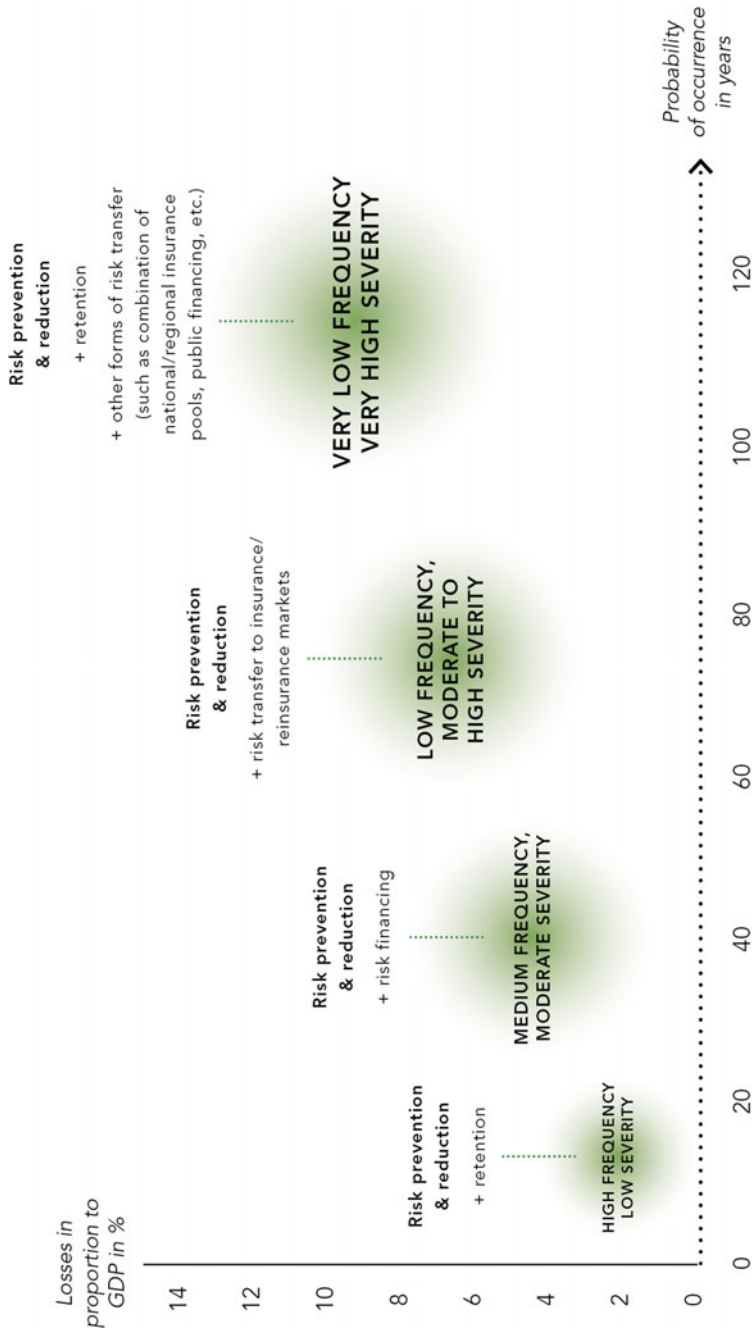 Losses in
proportion to
GDP in %
14
12
10
8
6
4
2
0
Risk prevention
& reduction
+ retention
HIGH FREQUENCY
LOW SEVERITY
Risk prevention
& reduction
+ risk financing
MEDIUM FREQUENCY,
MODERATE SEVERITY
Risk prevention
& reduction
+ risk transfer to insurance/
reinsurance markets
LOW FREQUENCY,
MODERATE TO
HIGH SEVERITY
Risk prevention
& reduction
+ retention
+ other forms of risk transfer
(such as combination of
national/regional insurance
pools, public financing, etc.)
VERY LOW FREQUENCY
VERY HIGH SEVERITY
Probability
of occurrence
in years
0
20
40
60
80
100
120